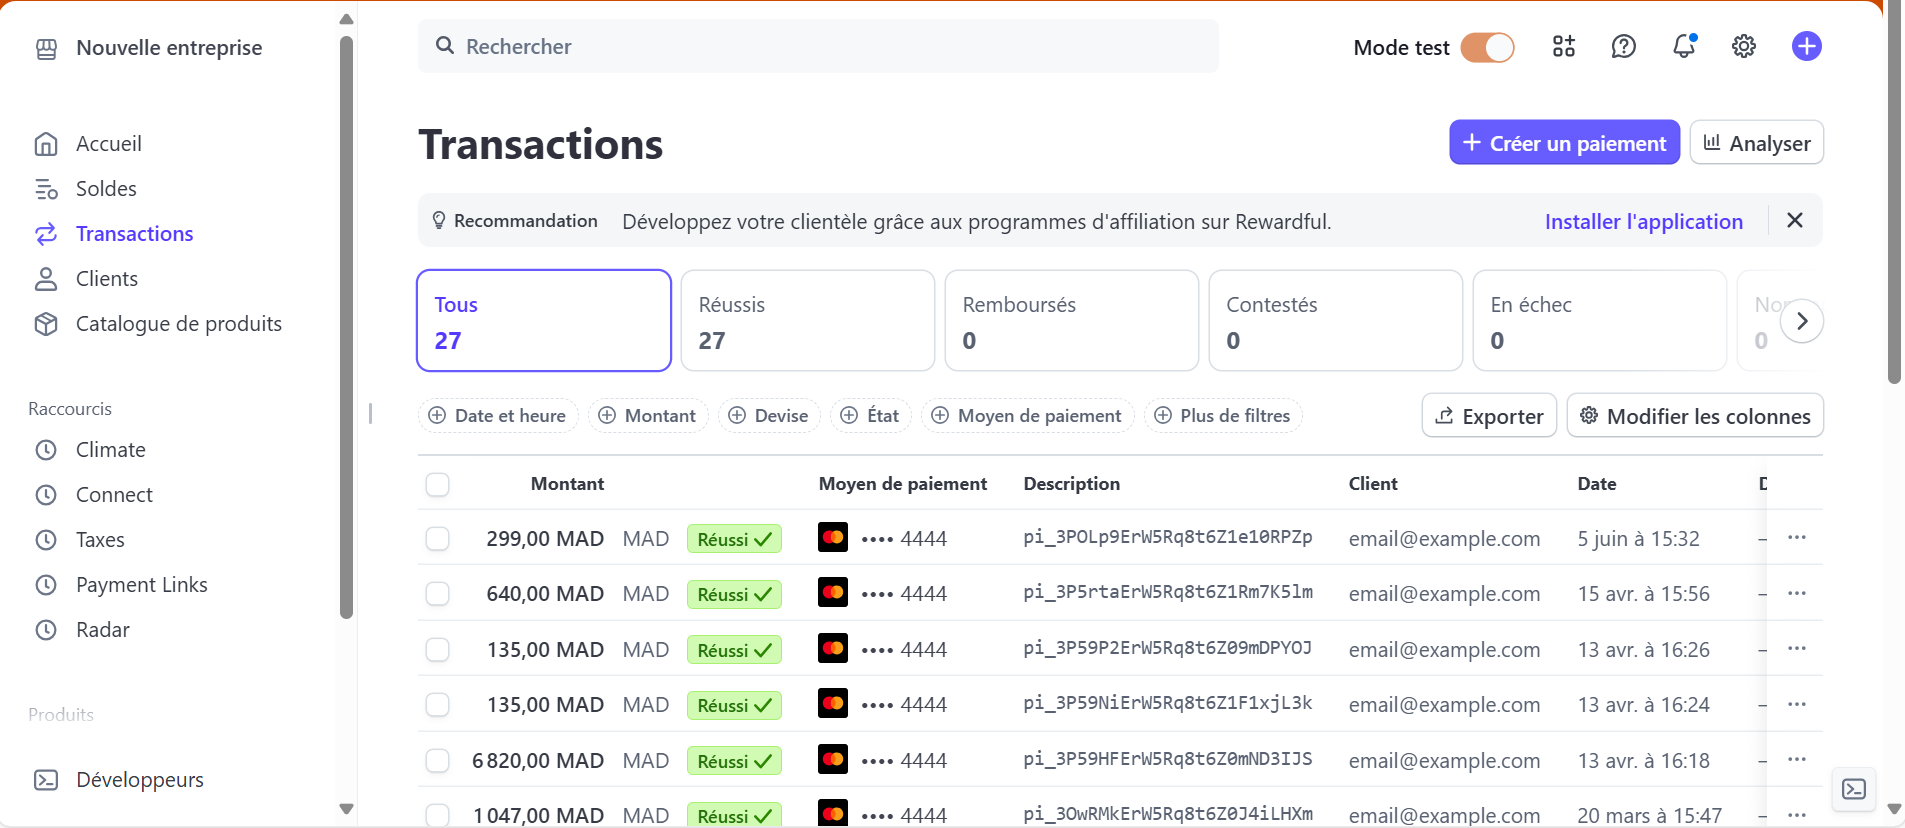 Nouvelle entreprise
Rechercher
Mode test
Accueil
Soldes
Transactions
Clients
Catalogue de produits
Raccourcis
Climate
Connect
Taxes
Payment Links
Radar
Produits
Développeurs
Transactions
Créer un paiement
Analyser
Recommandation Développez votre clientèle grâce aux programmes d'affiliation sur Rewardful. Installer l'application
Tous
27
Réussis
27
Remboursés
0
Contestés
0
En échec
0
0
Date et heure Montant Devise État Moyen de paiement Plus de filtres Exporter Modifier les colonnes
Montant Moyen de paiement Description Client Date
299,00 MAD MAD Réussi •••• 4444 pi_3POLp9ErW5Rq8t6Z1e10RPZp email@example.com 5 juin à 15:32 –
640,00 MAD MAD Réussi •••• 4444 pi_3P5rtaErW5Rq8t6Z1Rm7K5lm email@example.com 15 avr. à 15:56 –
135,00 MAD MAD Réussi •••• 4444 pi_3P59P2ErW5Rq8t6Z09mDPYOJ email@example.com 13 avr. à 16:26 –
135,00 MAD MAD Réussi •••• 4444 pi_3P59NiErW5Rq8t6Z1F1xjL3k email@example.com 13 avr. à 16:24 –
6 820,00 MAD MAD Réussi •••• 4444 pi_3P59HFErW5Rq8t6Z0mND3IJS email@example.com 13 avr. à 16:18 –
1 047,00 MAD MAD Réussi •••• 4444 pi_3OwRMkErW5Rq8t6Z0J4iLHXm email@example.com 20 mars à 15:47 –